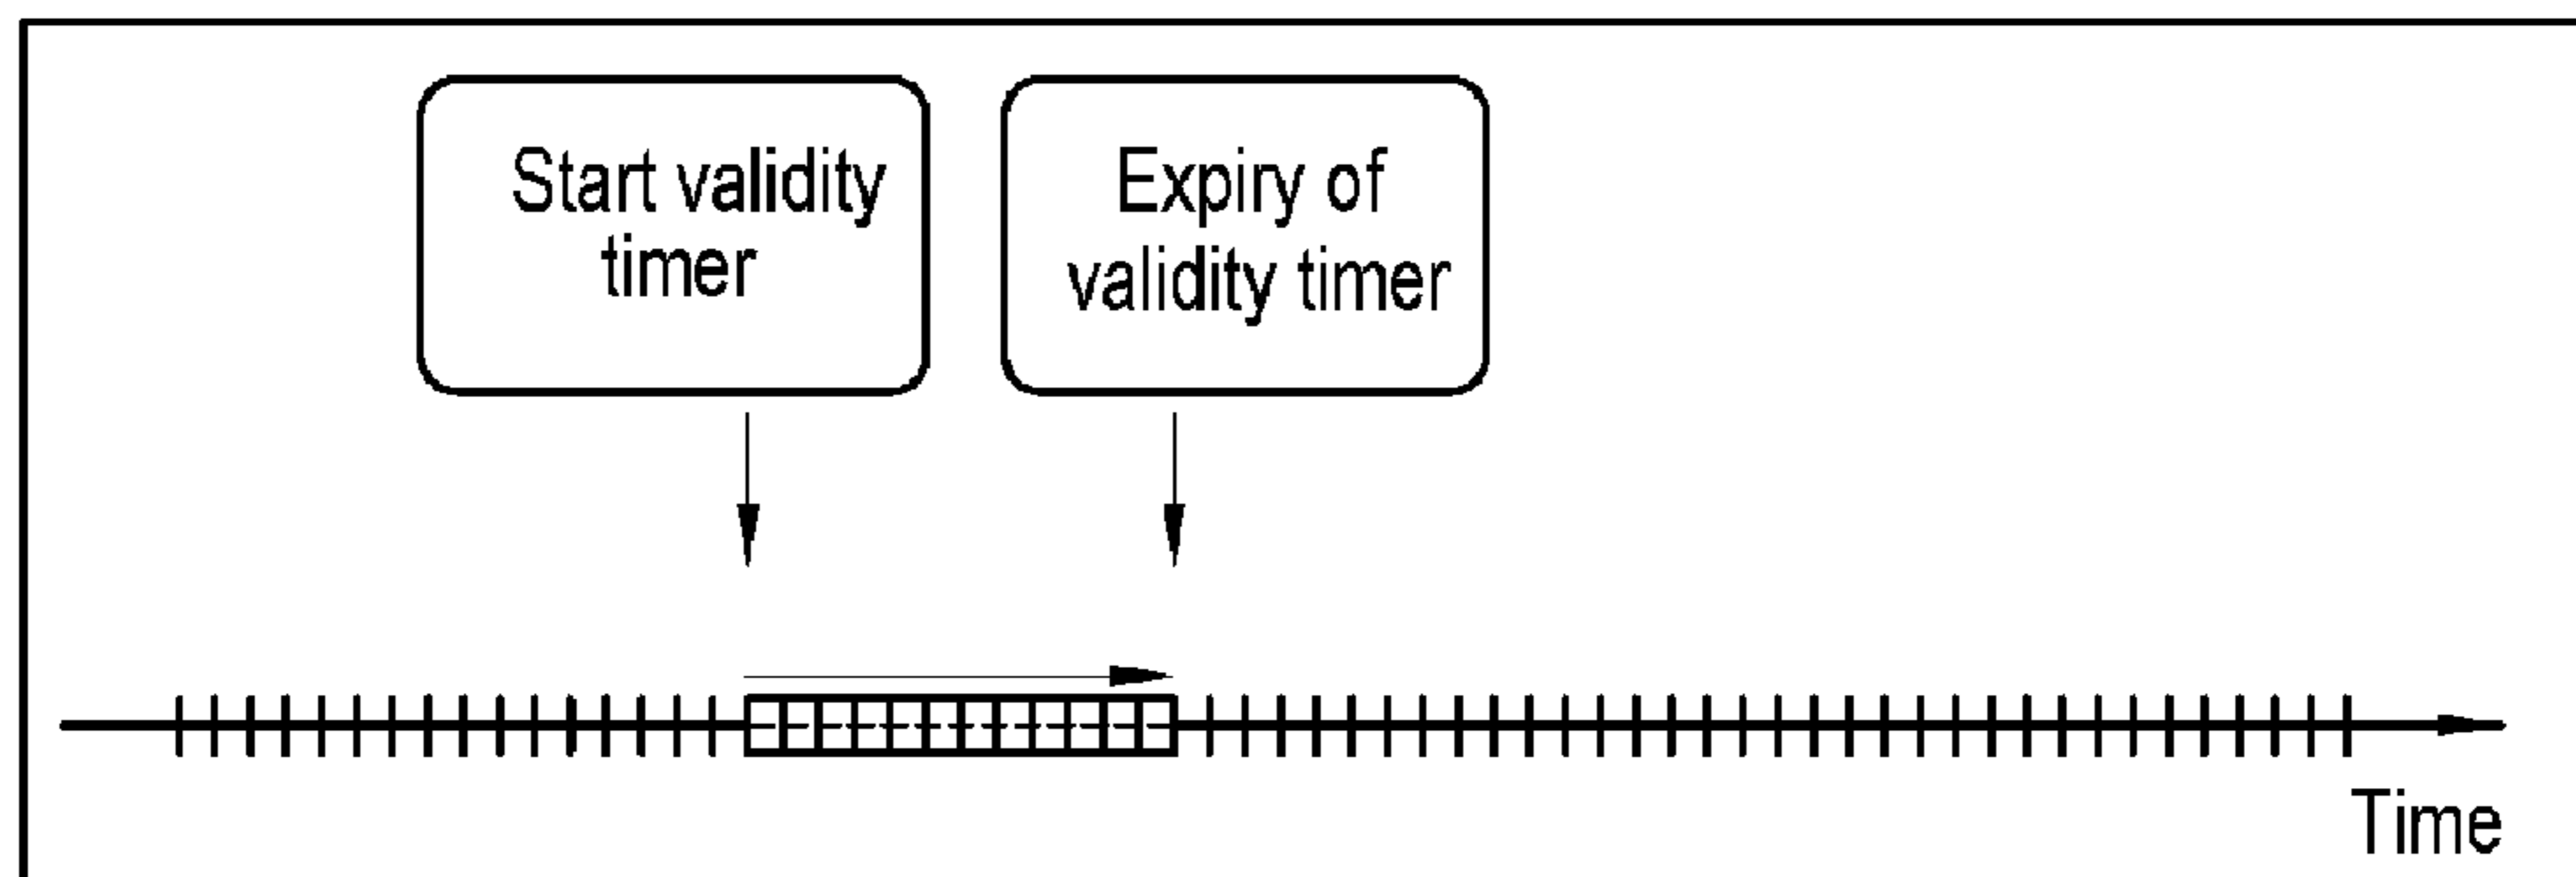 Start validity
timer
Expiry of
validity timer
Time